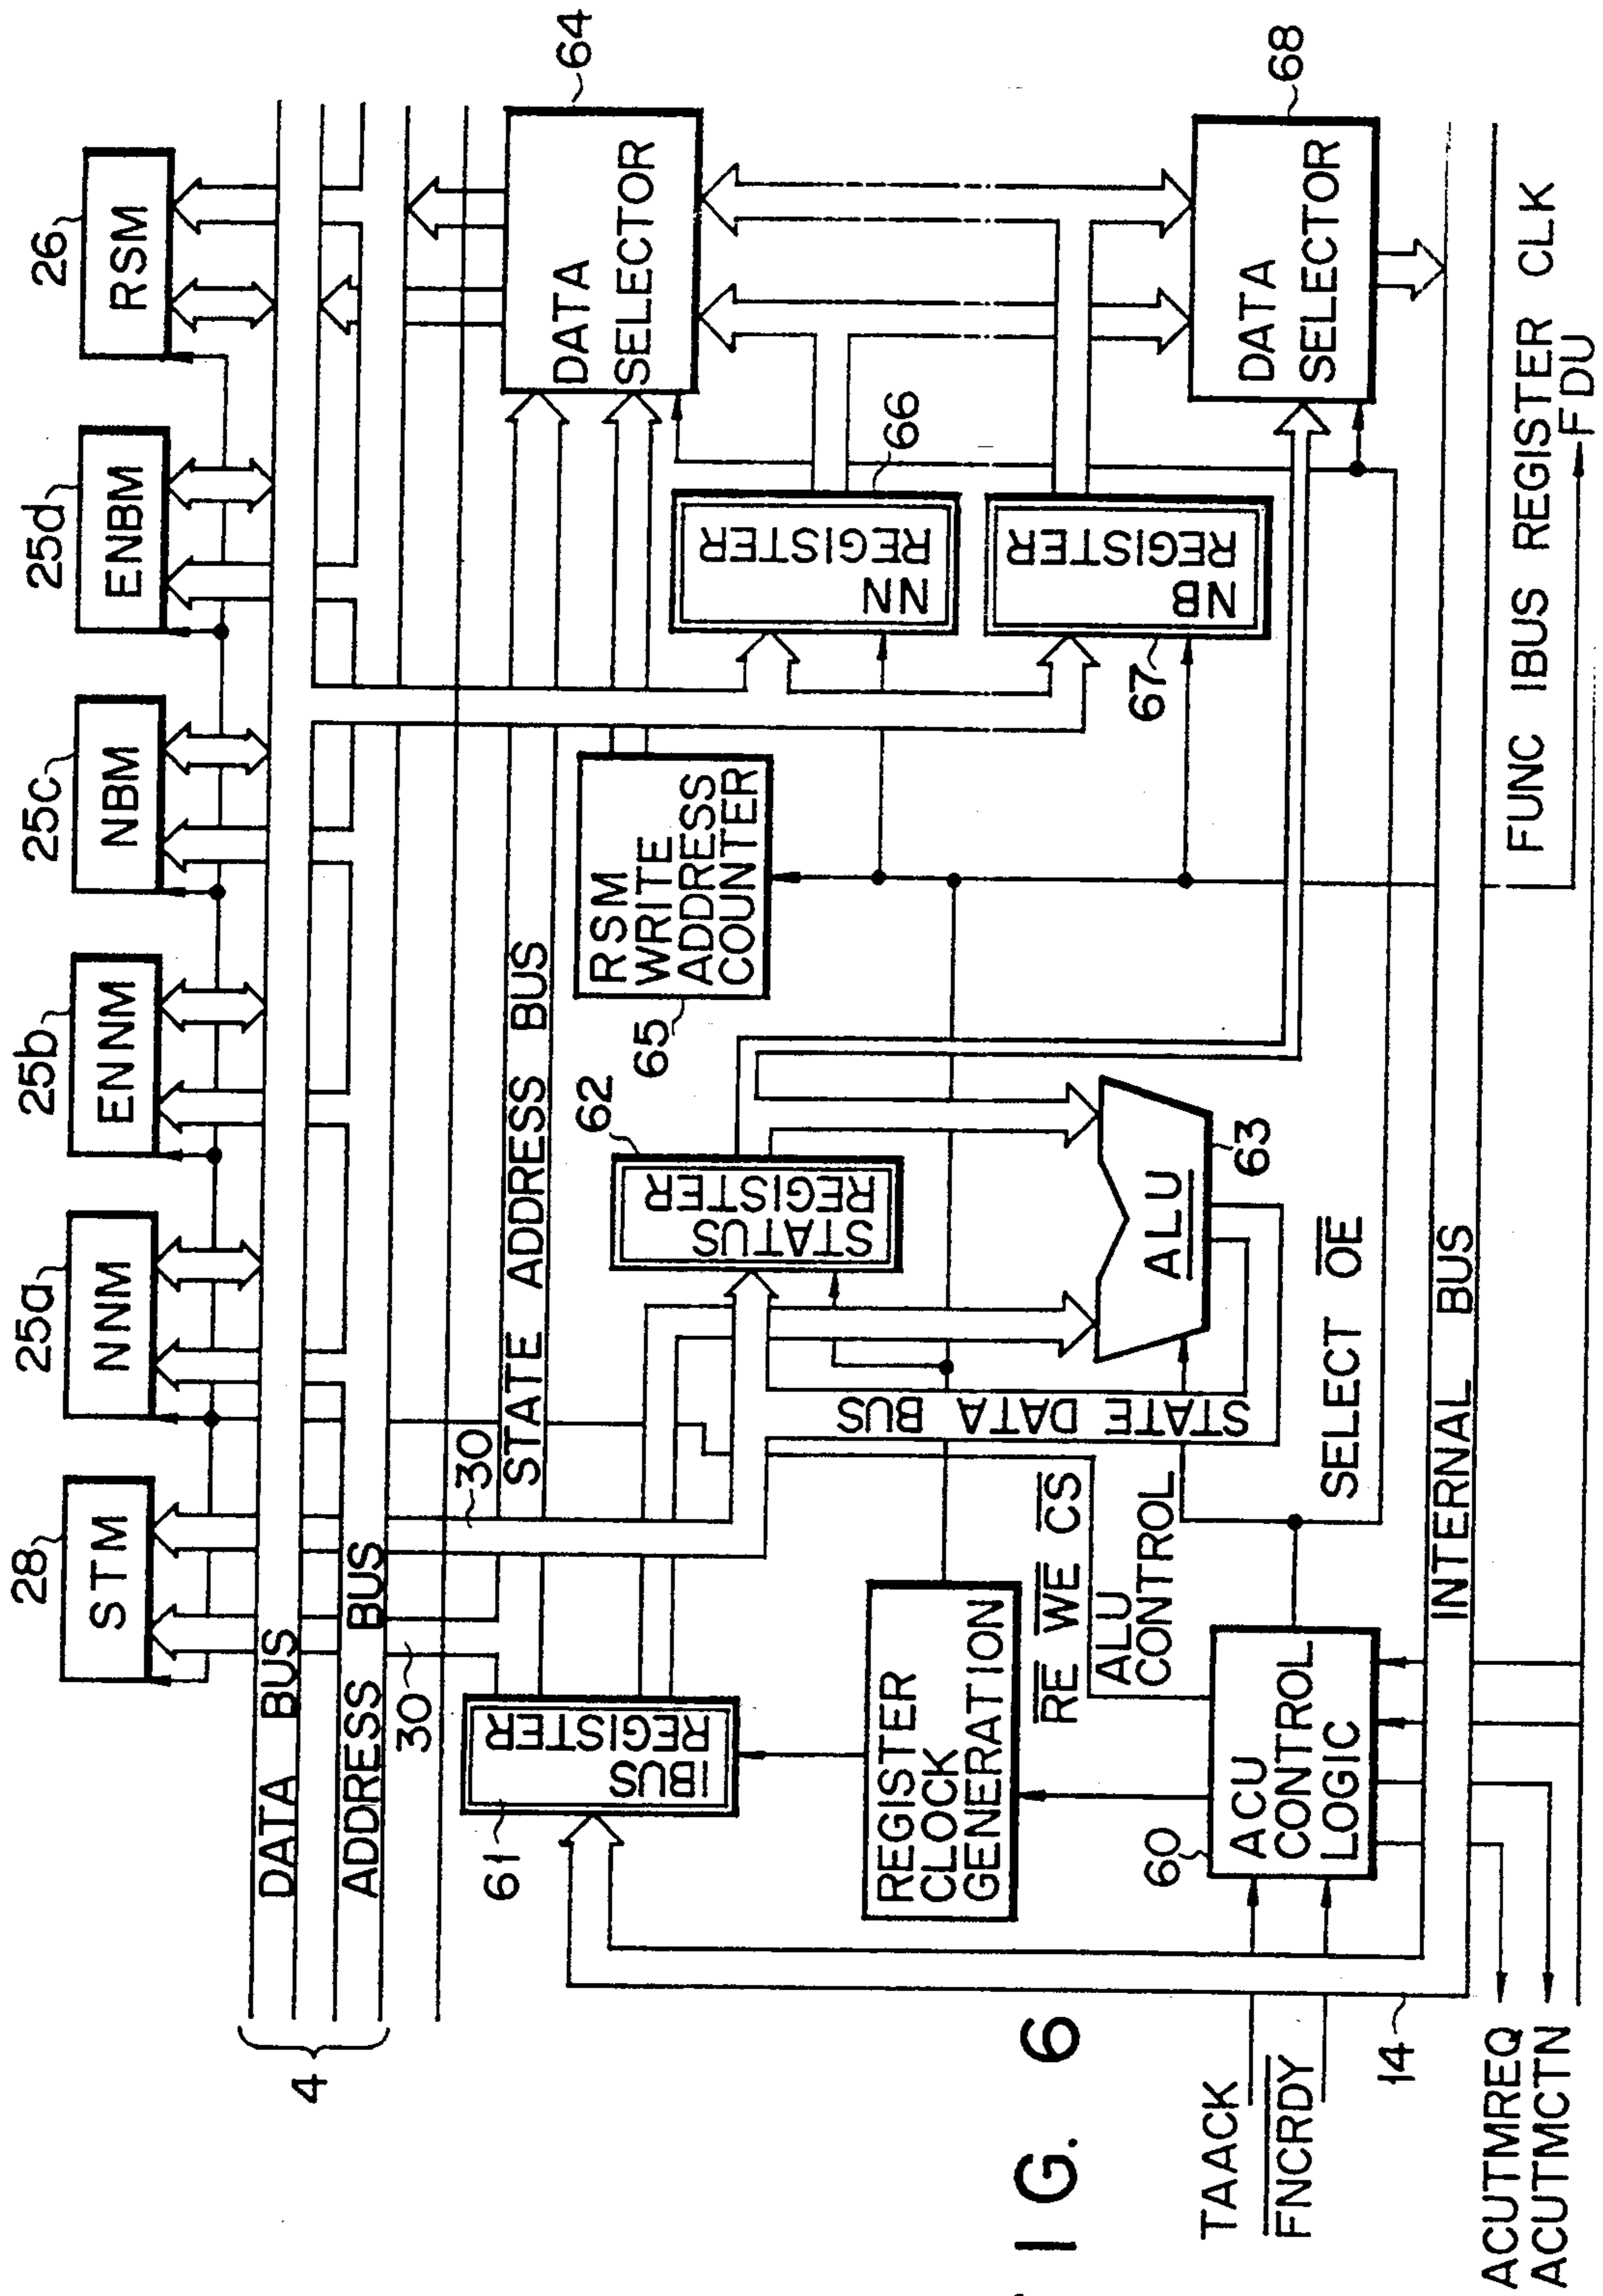 28
STM
25a
NNM
25b
ENNM
25c
NBM
25d
ENBM
26
RSM
4
DATA BUS
ADDRESS BUS
30
30
STATE ADDRESS BUS
61
IBUS
REGISTER
62
STATUS
REGISTER
65
RSM
WRITE
ADDRESS
COUNTER
64
DATA
SELECTOR
66
NN
REGISTER
67
NB
REGISTER
68
DATA
SELECTOR
STATE DATA BUS
ALU
63
REGISTER
CLOCK
GENERATION
RE WE CS
ALU
CONTROL
SELECT OE
60
ACU
CONTROL
LOGIC
INTERNAL BUS
14
TAACK
FNCRDY
FUNC IBUS REGISTER CLK
FDU
ACUTMREQ
ACUTMCTN
IG. 6